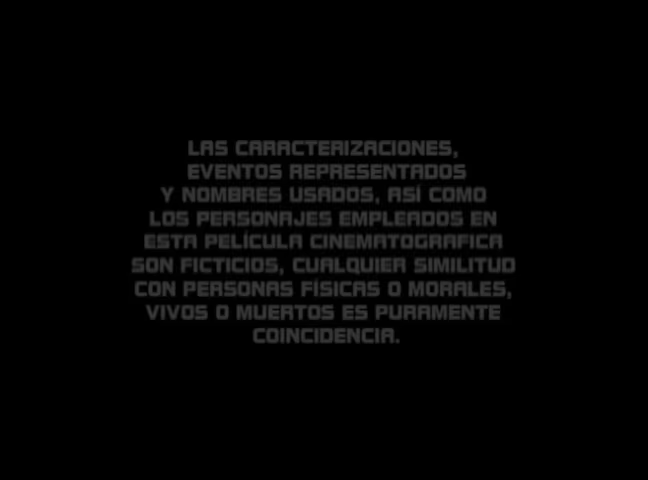 LAS CARACTERIZACIONES,
EVENTOS REPRESENTADOS
Y NOMBRES USADOS, ASÍ COMO
LOS PERSONAJES EMPLEADOS EN
ESTA PELÍCULA CINEMATOGRAFICA
SON FICTICIOS, CUALQUIER SIMILITUD
CON PERSONAS FÍSICAS O MORALES,
VIVOS O MUERTOS ES PURAMENTE
COINCIDENCIA.